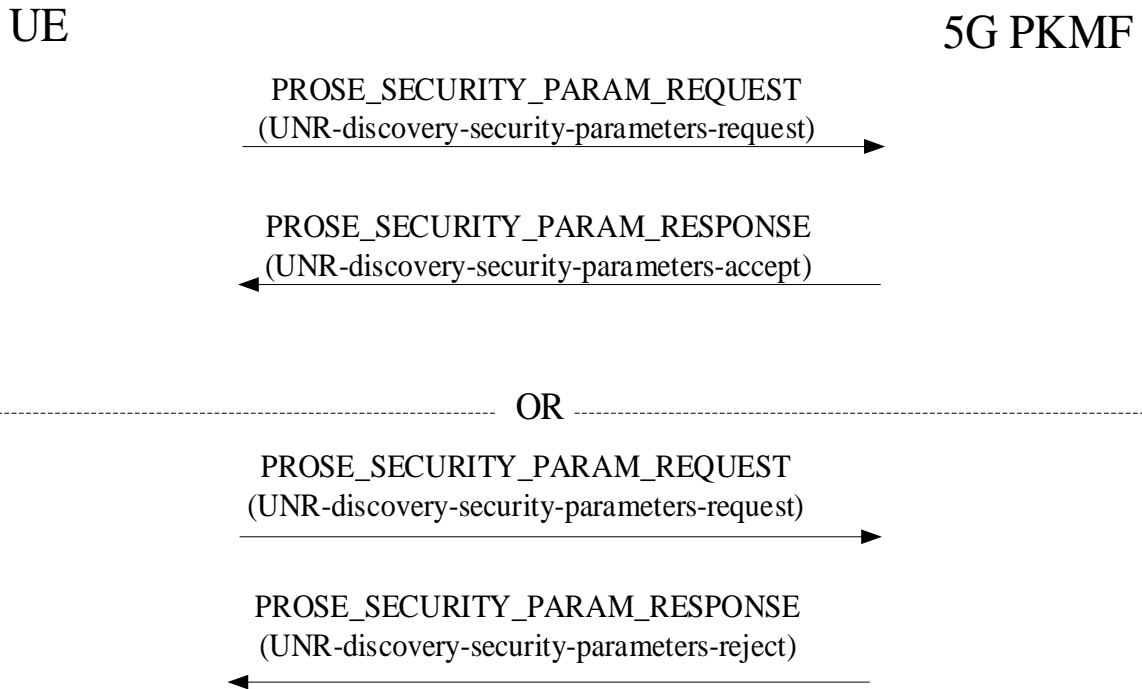 UE
5G PKMF
PROSE_SECURITY_PARAM_REQUEST
(UNR-discovery-security-parameters-request)
PROSE_SECURITY_PARAM_RESPONSE
(UNR-discovery-security-parameters-accept)
OR
PROSE_SECURITY_PARAM_REQUEST
(UNR-discovery-security-parameters-request)
PROSE_SECURITY_PARAM_RESPONSE
(UNR-discovery-security-parameters-reject)